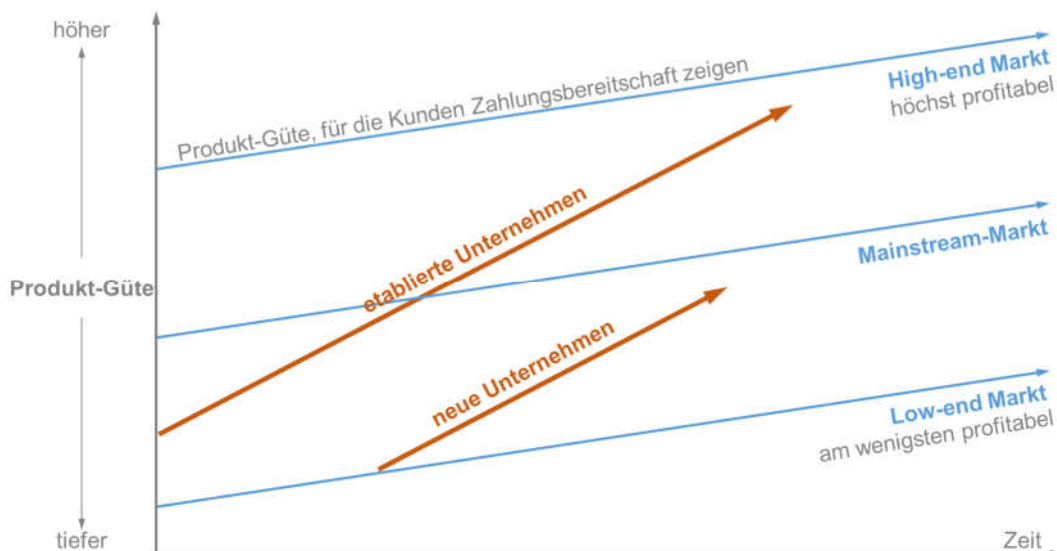 höher
Produkt-Güte, für die Kunden Zahlungsbereitschaft zeigen
High-end Markt
höchst profitabel
etablierte Unternehmen
Mainstream-Markt
Produkt-Güte
neue Unternehmen
Low-end Markt
am wenigsten profitabel
tiefer
Zeit